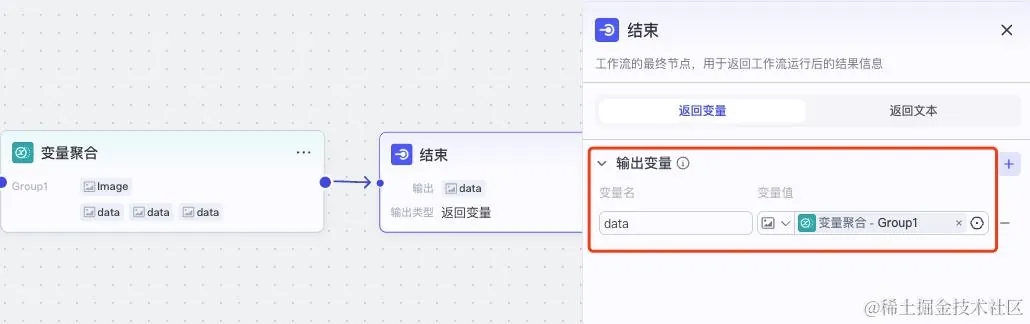 变量聚合
Group1
Image
data
data
data
结束
输出
data
输出类型
返回变量
结束
工作流的最终节点，用于返回工作流运行后的结果信息
返回变量
返回文本
输出变量
变量名
变量值
data
变量聚合 - Group1
@稀土掘金技术社区